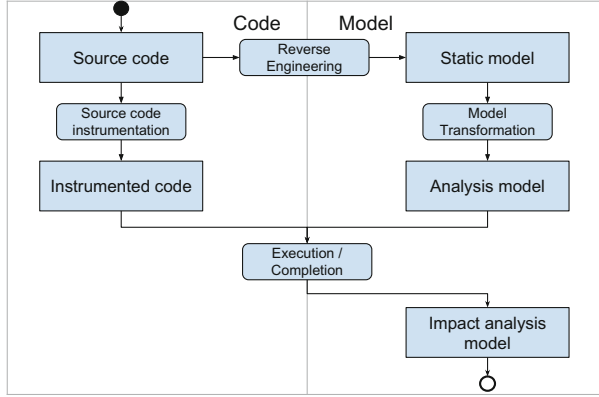 Code
Model
Source code
Reverse
Engineering
Static model
Source code
instrumentation
Model
Transformation
Instrumented code
Analysis model
Execution /
Completion
Impact analysis
model